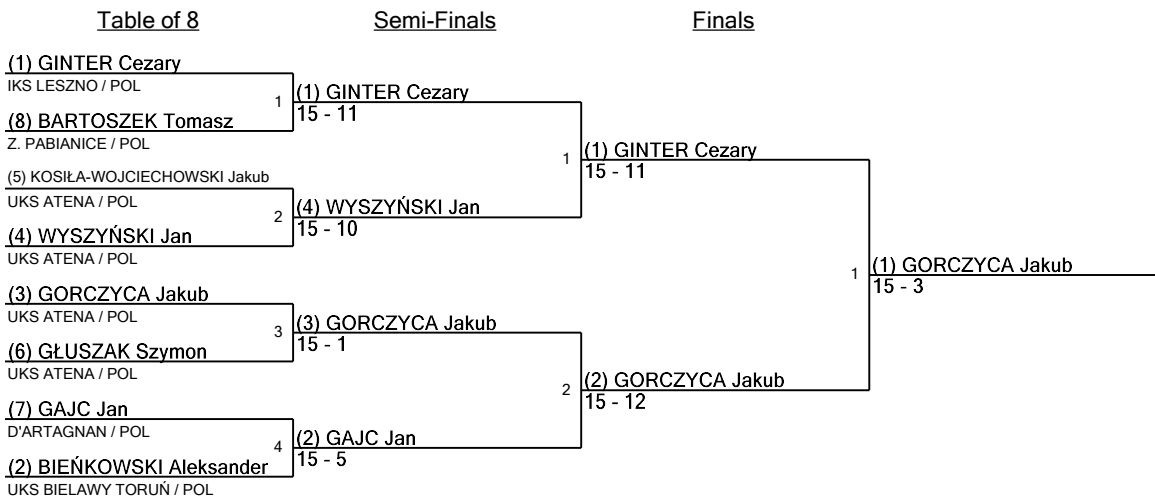 Table of 8
Semi-Finals
Finals
(1) GINTER Cezary
IKS LESZNO / POL
1
(8) BARTOSZEK Tomasz
Z. PABIANICE / POL
(5) KOSIŁA-WOJCIECHOWSKI Jakub
UKS ATENA / POL
2
(4) WYSZYŃSKI Jan
UKS ATENA / POL
(3) GORCZYCA Jakub
UKS ATENA / POL
3
(6) GŁUSZAK Szymon
UKS ATENA / POL
(7) GAJC Jan
D'ARTAGNAN / POL
4
(2) BIEŃKOWSKI Aleksander
UKS BIELAWY TORUŃ / POL
(1) GINTER Cezary
15 - 11
1
(4) WYSZYŃSKI Jan
15 - 10
(3) GORCZYCA Jakub
15 - 1
2
(2) GAJC Jan
15 - 5
(1) GINTER Cezary
15 - 11
1
(2) GORCZYCA Jakub
15 - 12
(1) GORCZYCA Jakub
15 - 3